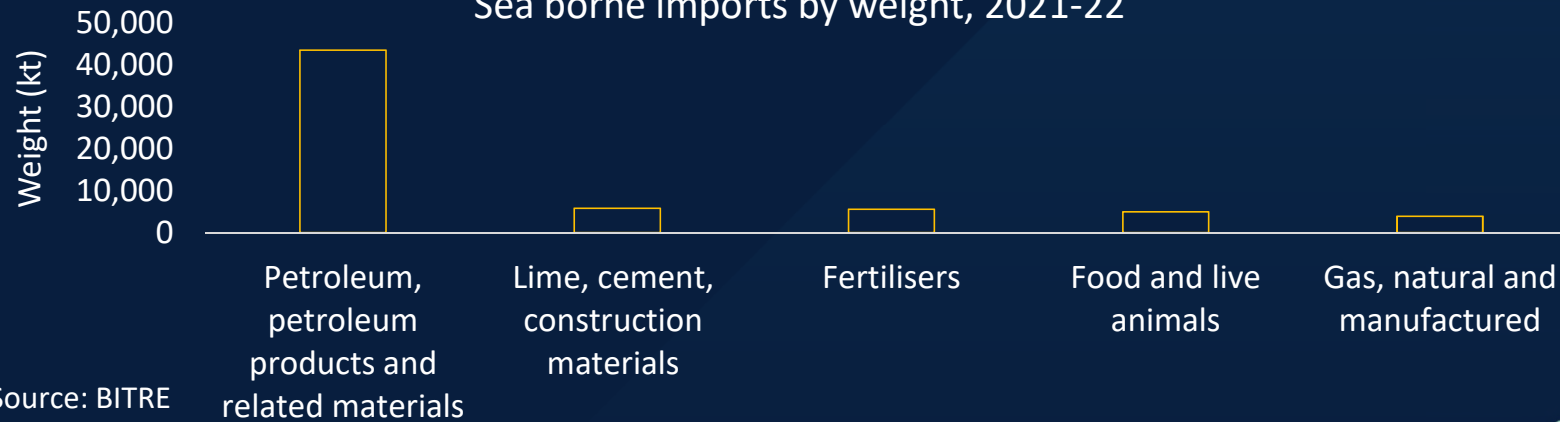 Sea borne imports by weight, 2021-22
Weight (kt)
50,000
40,000
30,000
20,000
10,000
0
Petroleum,
petroleum
products and
related materials
Lime, cement,
construction
materials
Fertilisers
Food and live
animals
Gas, natural and
manufactured
Source: BITRE